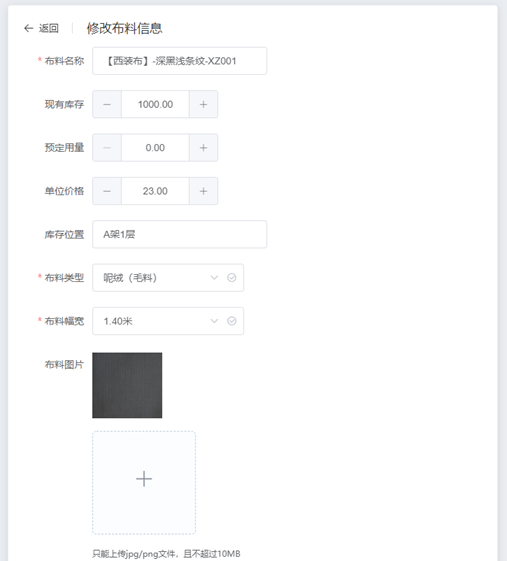 返回 修改布料信息
* 布料名称 【西装布】-深黑浅条纹-XZ001
现有库存 − 1000.00 +
预定用量 − 0.00 +
单位价格 − 23.00 +
库存位置 A架1层
* 布料类型 呢绒（毛料）
* 布料幅宽 1.40米
布料图片
只能上传jpg/png文件，且不超过10MB